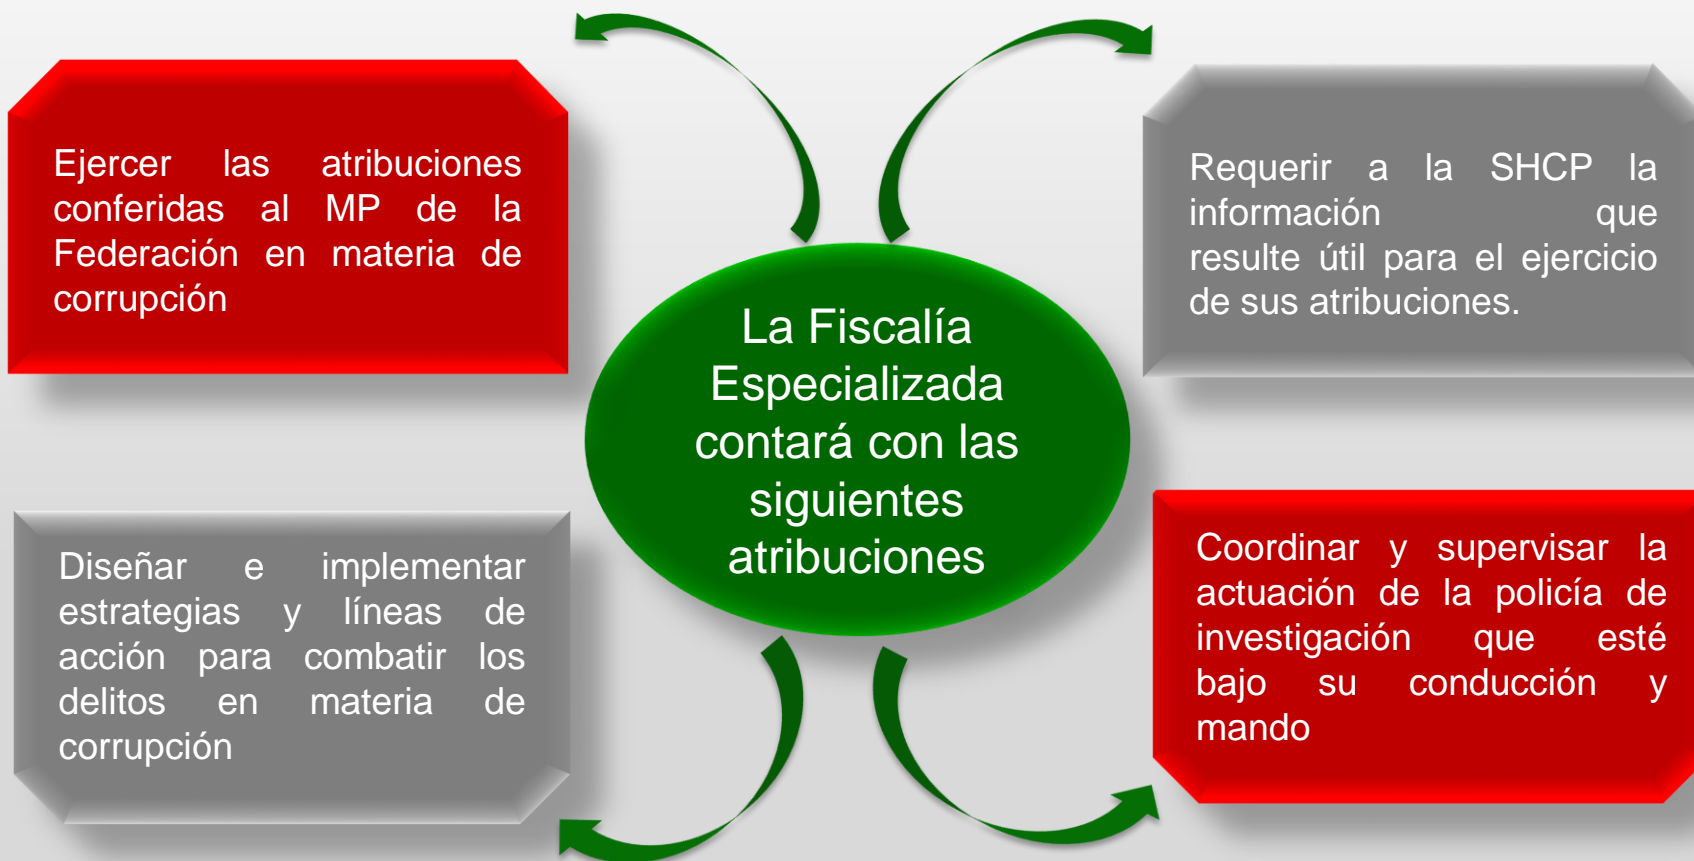 Ejercer las atribuciones
conferidas al MP de la
Federación en materia de
corrupción
Requerir a la SHCP la
información que
resulte útil para el ejercicio
de sus atribuciones.
La Fiscalía
Especializada
contará con las
siguientes
atribuciones
Diseñar e implementar
estrategias y líneas de
acción para combatir los
delitos en materia de
corrupción
Coordinar y supervisar la
actuación de la policía de
investigación que esté
bajo su conducción y
mando